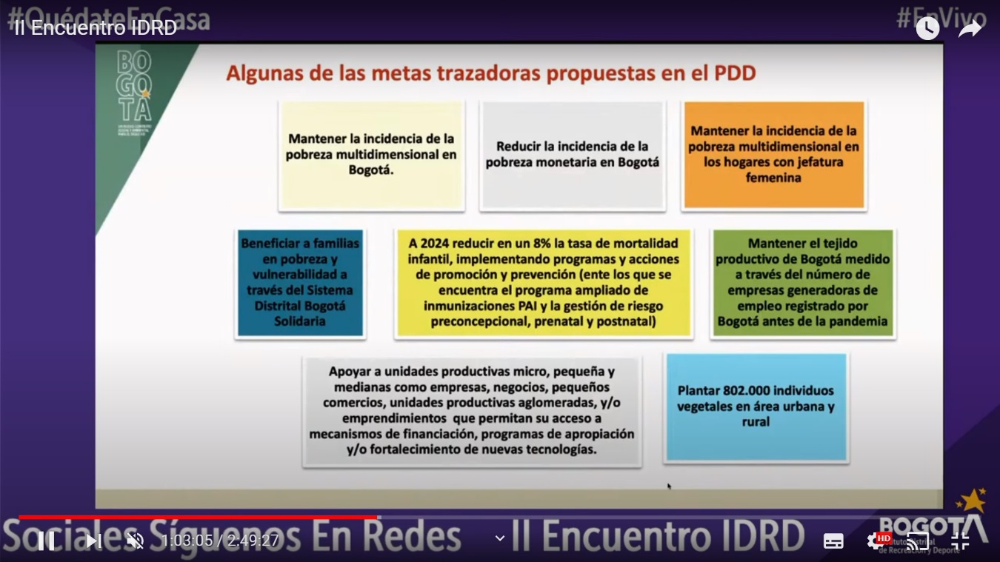 #QuédateEnCasa
#EnVivo
II Encuentro IDRD
BO
GO
TÁ
Algunas de las metas trazadoras propuestas en el PDD
Mantener la incidencia de la
pobreza multidimensional en
Bogotá.
Reducir la incidencia de la
pobreza monetaria en Bogotá
Mantener la incidencia de la
pobreza multidimensional en
los hogares con jefatura
femenina
Beneficiar a familias
en pobreza y
vulnerabilidad a
través del Sistema
Distrital Bogotá
Solidaria
A 2024 reducir en un 8% la tasa de mortalidad
infantil, implementando programas y acciones
de promoción y prevención (ente los que se
encuentra el programa ampliado de
inmunizaciones PAI y la gestión de riesgo
preconcepcional, prenatal y postnatal)
Mantener el tejido
productivo de Bogotá medido
a través del número de
empresas generadoras de
empleo registrado por
Bogotá antes de la pandemia
Apoyar a unidades productivas micro, pequeña y
medianas como empresas, negocios, pequeños
comercios, unidades productivas aglomeradas, y/o
emprendimientos que permitan su acceso a
mecanismos de financiación, programas de apropiación
y/o fortalecimiento de nuevas tecnologías.
Plantar 802.000 individuos
vegetales en área urbana y
rural
Sociales Síguenos En Redes
II Encuentro IDRD
1:03:05 / 2:49:27
HD
BOGOTÁ
Instituto Distrital
de Recreación y Deporte